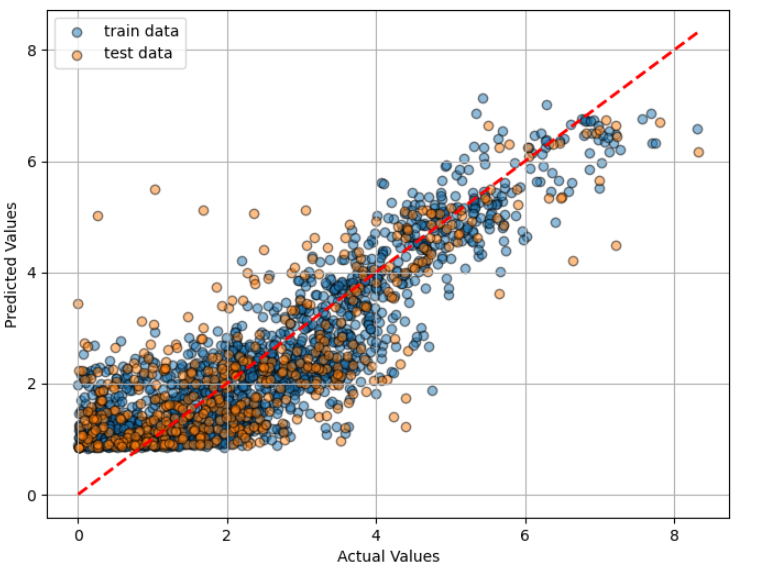 train data
test data
8
6
4
2
0
Predicted Values
0 2 4 6 8
Actual Values